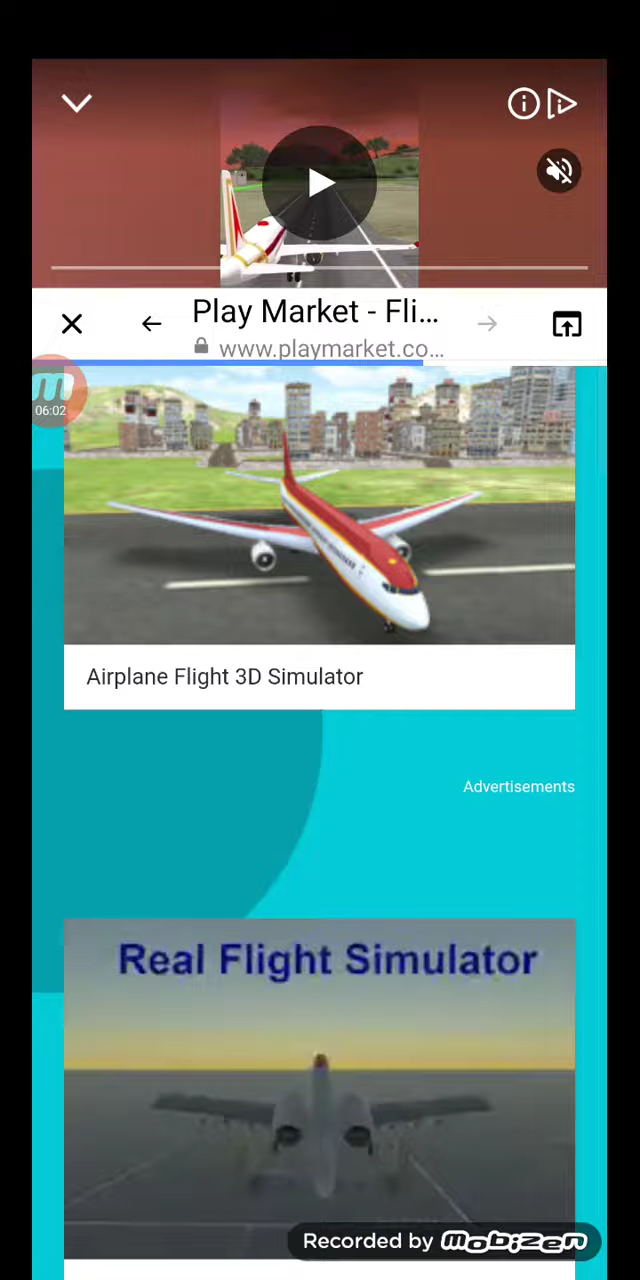 Play Market - Fli...
www.playmarket.co...
06:02
Airplane Flight 3D Simulator
Advertisements
Real Flight Simulator
Recorded by mobizen